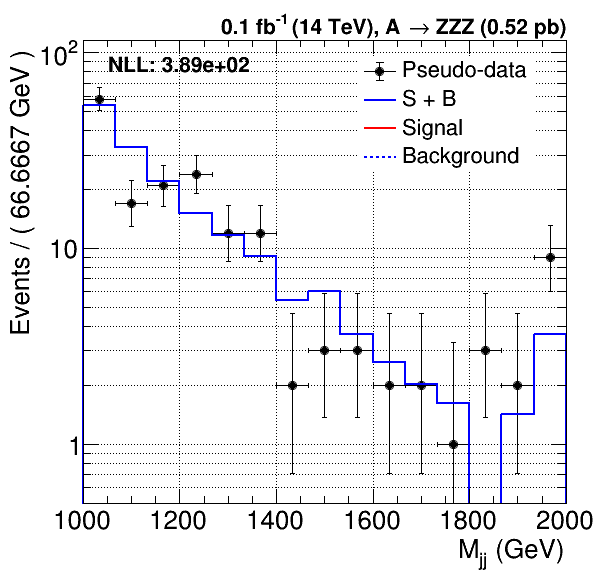 0.1 fb⁻¹ (14 TeV), A → ZZZ (0.52 pb)
10²
NLL: 3.89e+02
Pseudo-data
S + B
Signal
Background
10
1
Events / ( 66.6667 GeV )
1000 1200 1400 1600 1800 2000
M_jj (GeV)